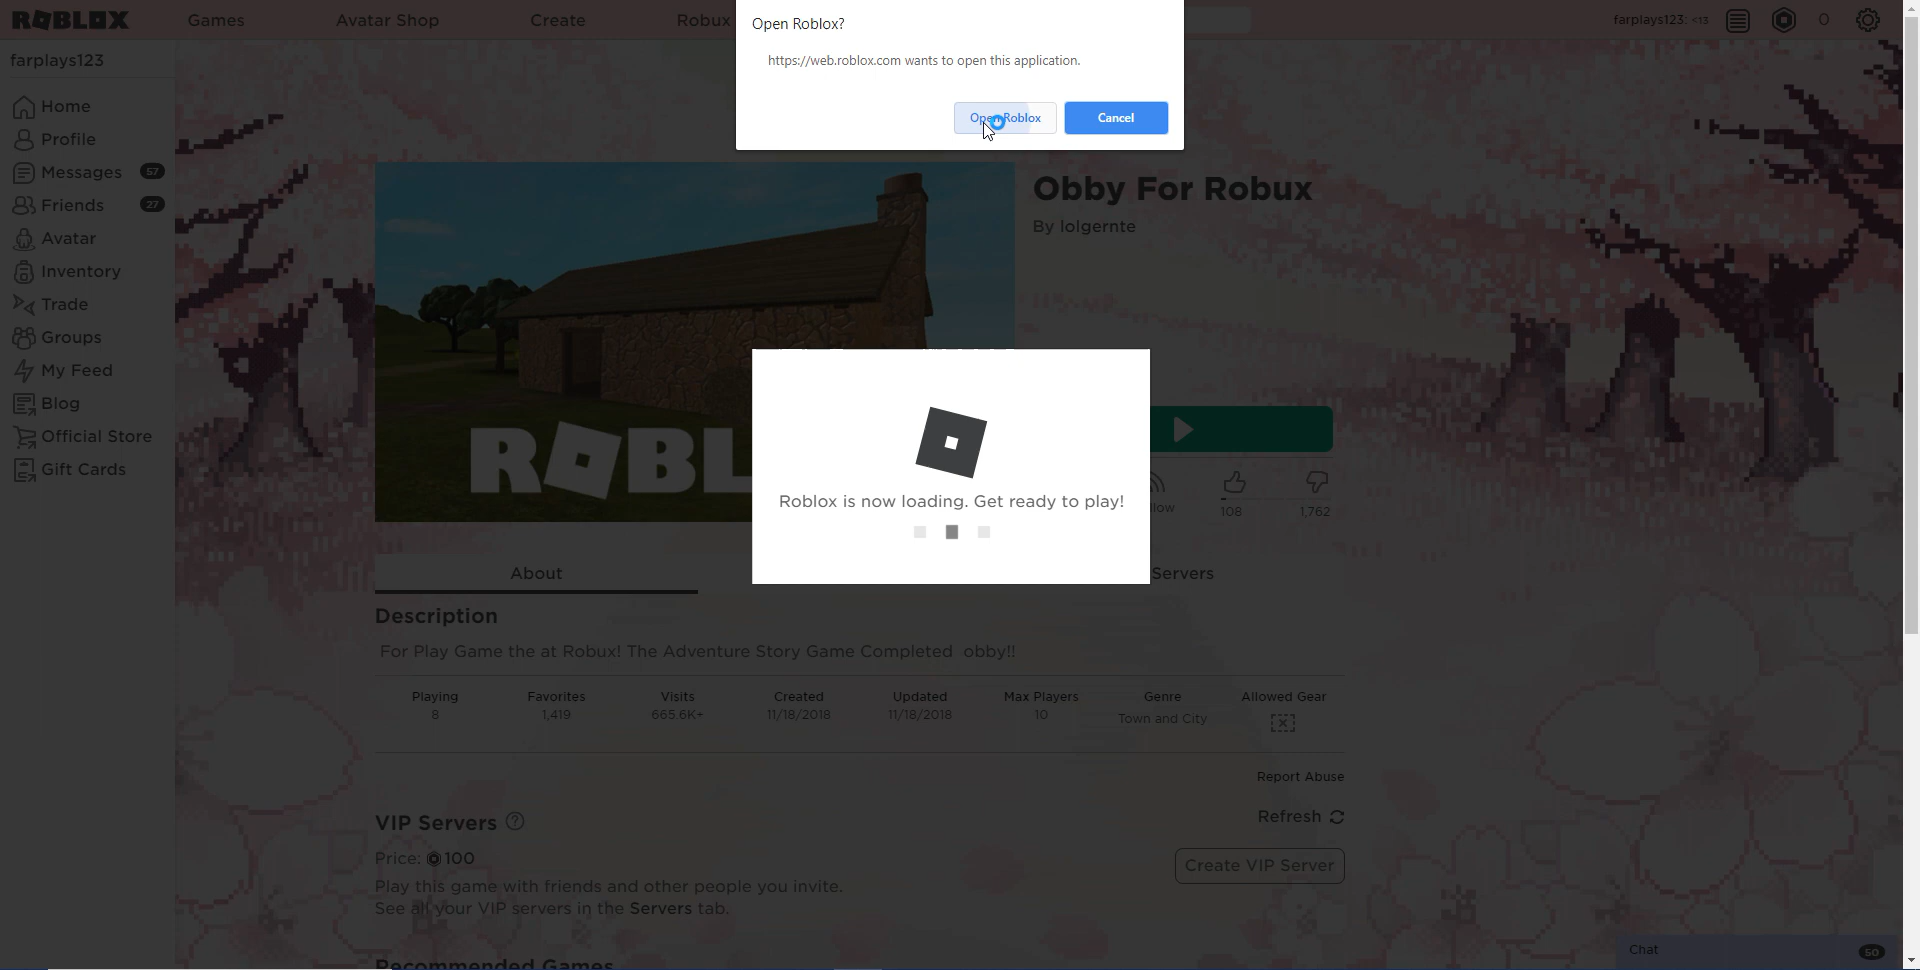 ROBLOX
Games
Avatar Shop
Create
Robux
farplays123: <13
0
Open Roblox?
https://web.roblox.com wants to open this application.
Open Roblox
Cancel
farplays123
Home
Profile
Messages 57
Friends 27
Avatar
Inventory
Trade
Groups
My Feed
Blog
Official Store
Gift Cards
ROBL
Obby For Robux
By lolgernte
Roblox is now loading. Get ready to play!
llow
108
1,762
About
Servers
Description
For Play Game the at Robux! The Adventure Story Game Completed obby!!
Playing Favorites Visits Created Updated Max Players Genre Allowed Gear
8 1,419 665.6K+ 11/18/2018 11/18/2018 10 Town and City
Report Abuse
VIP Servers
Refresh
Price: 100
Create VIP Server
Play this game with friends and other people you invite.
See all your VIP servers in the Servers tab.
Recommended Games
Chat 50